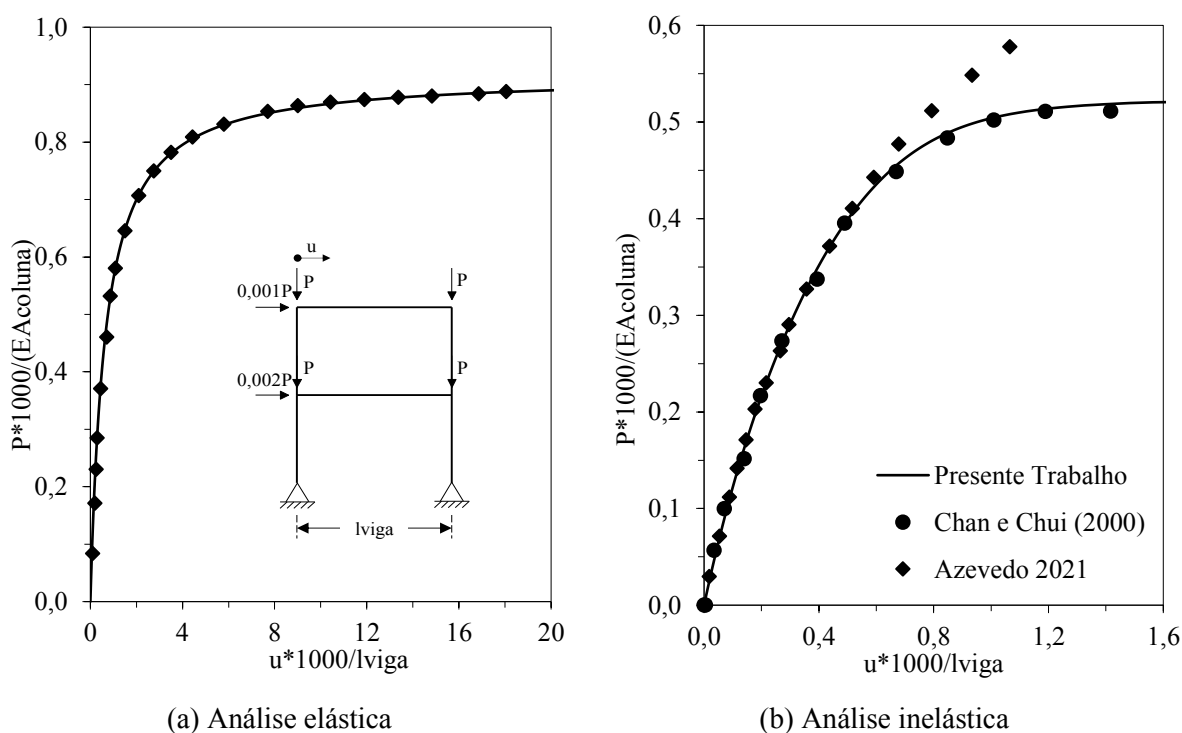 1,0
0,8
0,6
0,4
0,2
0,0
P*1000/(EAcoluna)
0 4 8 12 16 20
u*1000/lviga
u
P P
0,001P
P P
0,002P
lviga
(a) Análise elástica
0,6
0,5
0,4
0,3
0,2
0,1
0,0
P*1000/(EAcoluna)
0,0 0,4 0,8 1,2 1,6
u*1000/lviga
Presente Trabalho
Chan e Chui (2000)
Azevedo 2021
(b) Análise inelástica